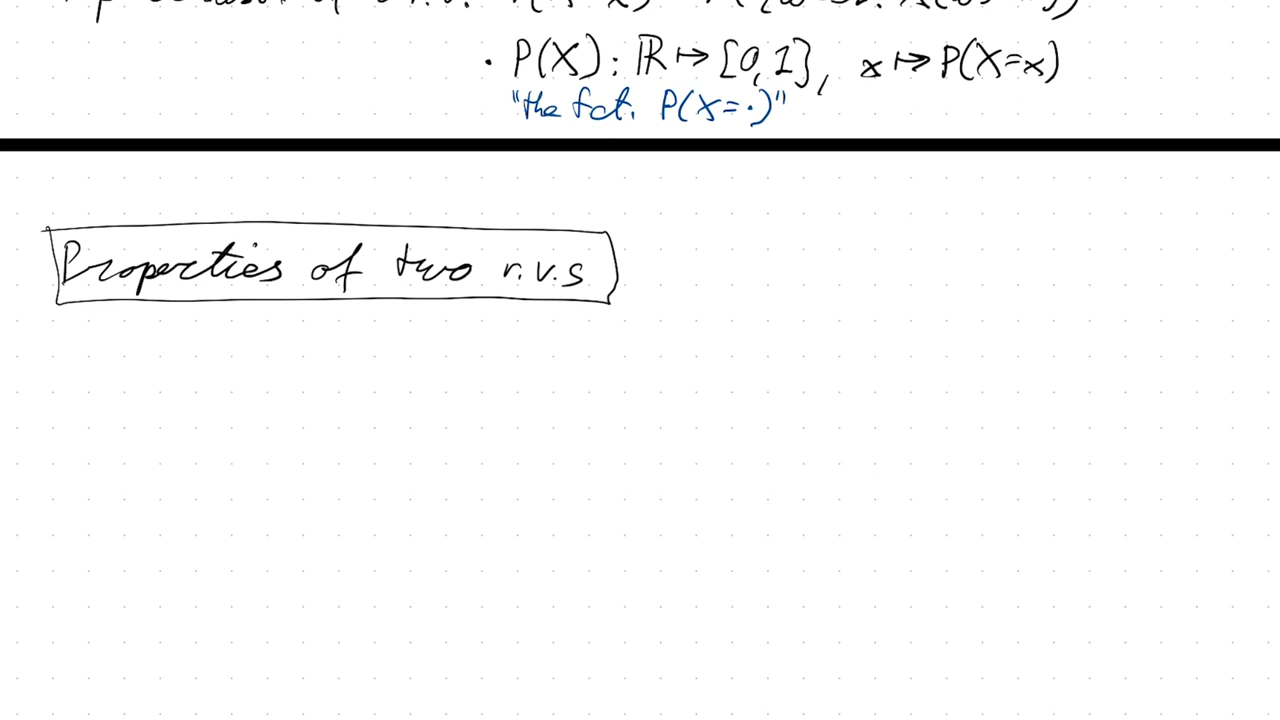 • P(X): ℝ ↦ [0,1], x ↦ P(X=x)
"the fct. P(X=·)"
Properties of two r.v.s